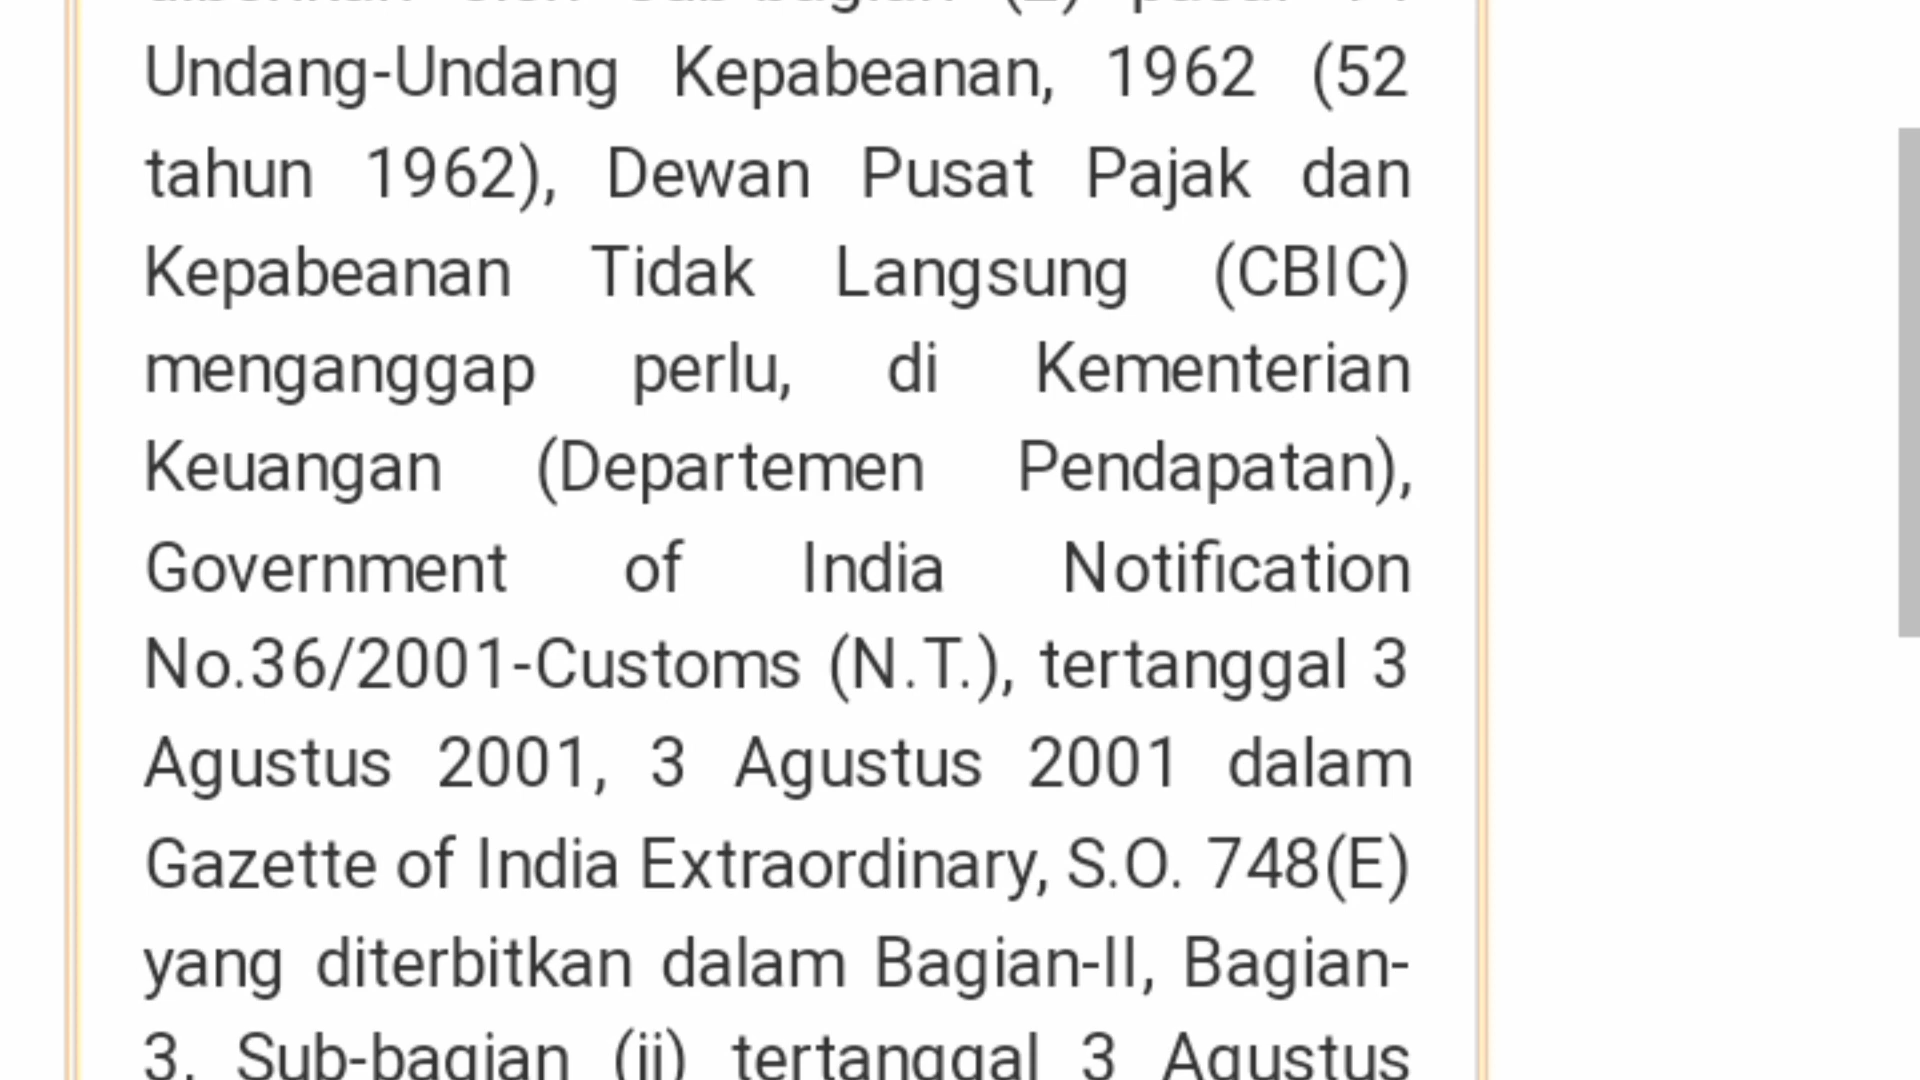 Undang-Undang Kepabeanan, 1962 (52
tahun 1962), Dewan Pusat Pajak dan
Kepabeanan Tidak Langsung (CBIC)
menganggap perlu, di Kementerian
Keuangan (Departemen Pendapatan),
Government of India Notification
No.36/2001-Customs (N.T.), tertanggal 3
Agustus 2001, 3 Agustus 2001 dalam
Gazette of India Extraordinary, S.O. 748(E)
yang diterbitkan dalam Bagian-II, Bagian-
3, Sub-bagian (ii) tertanggal 3 Agustus